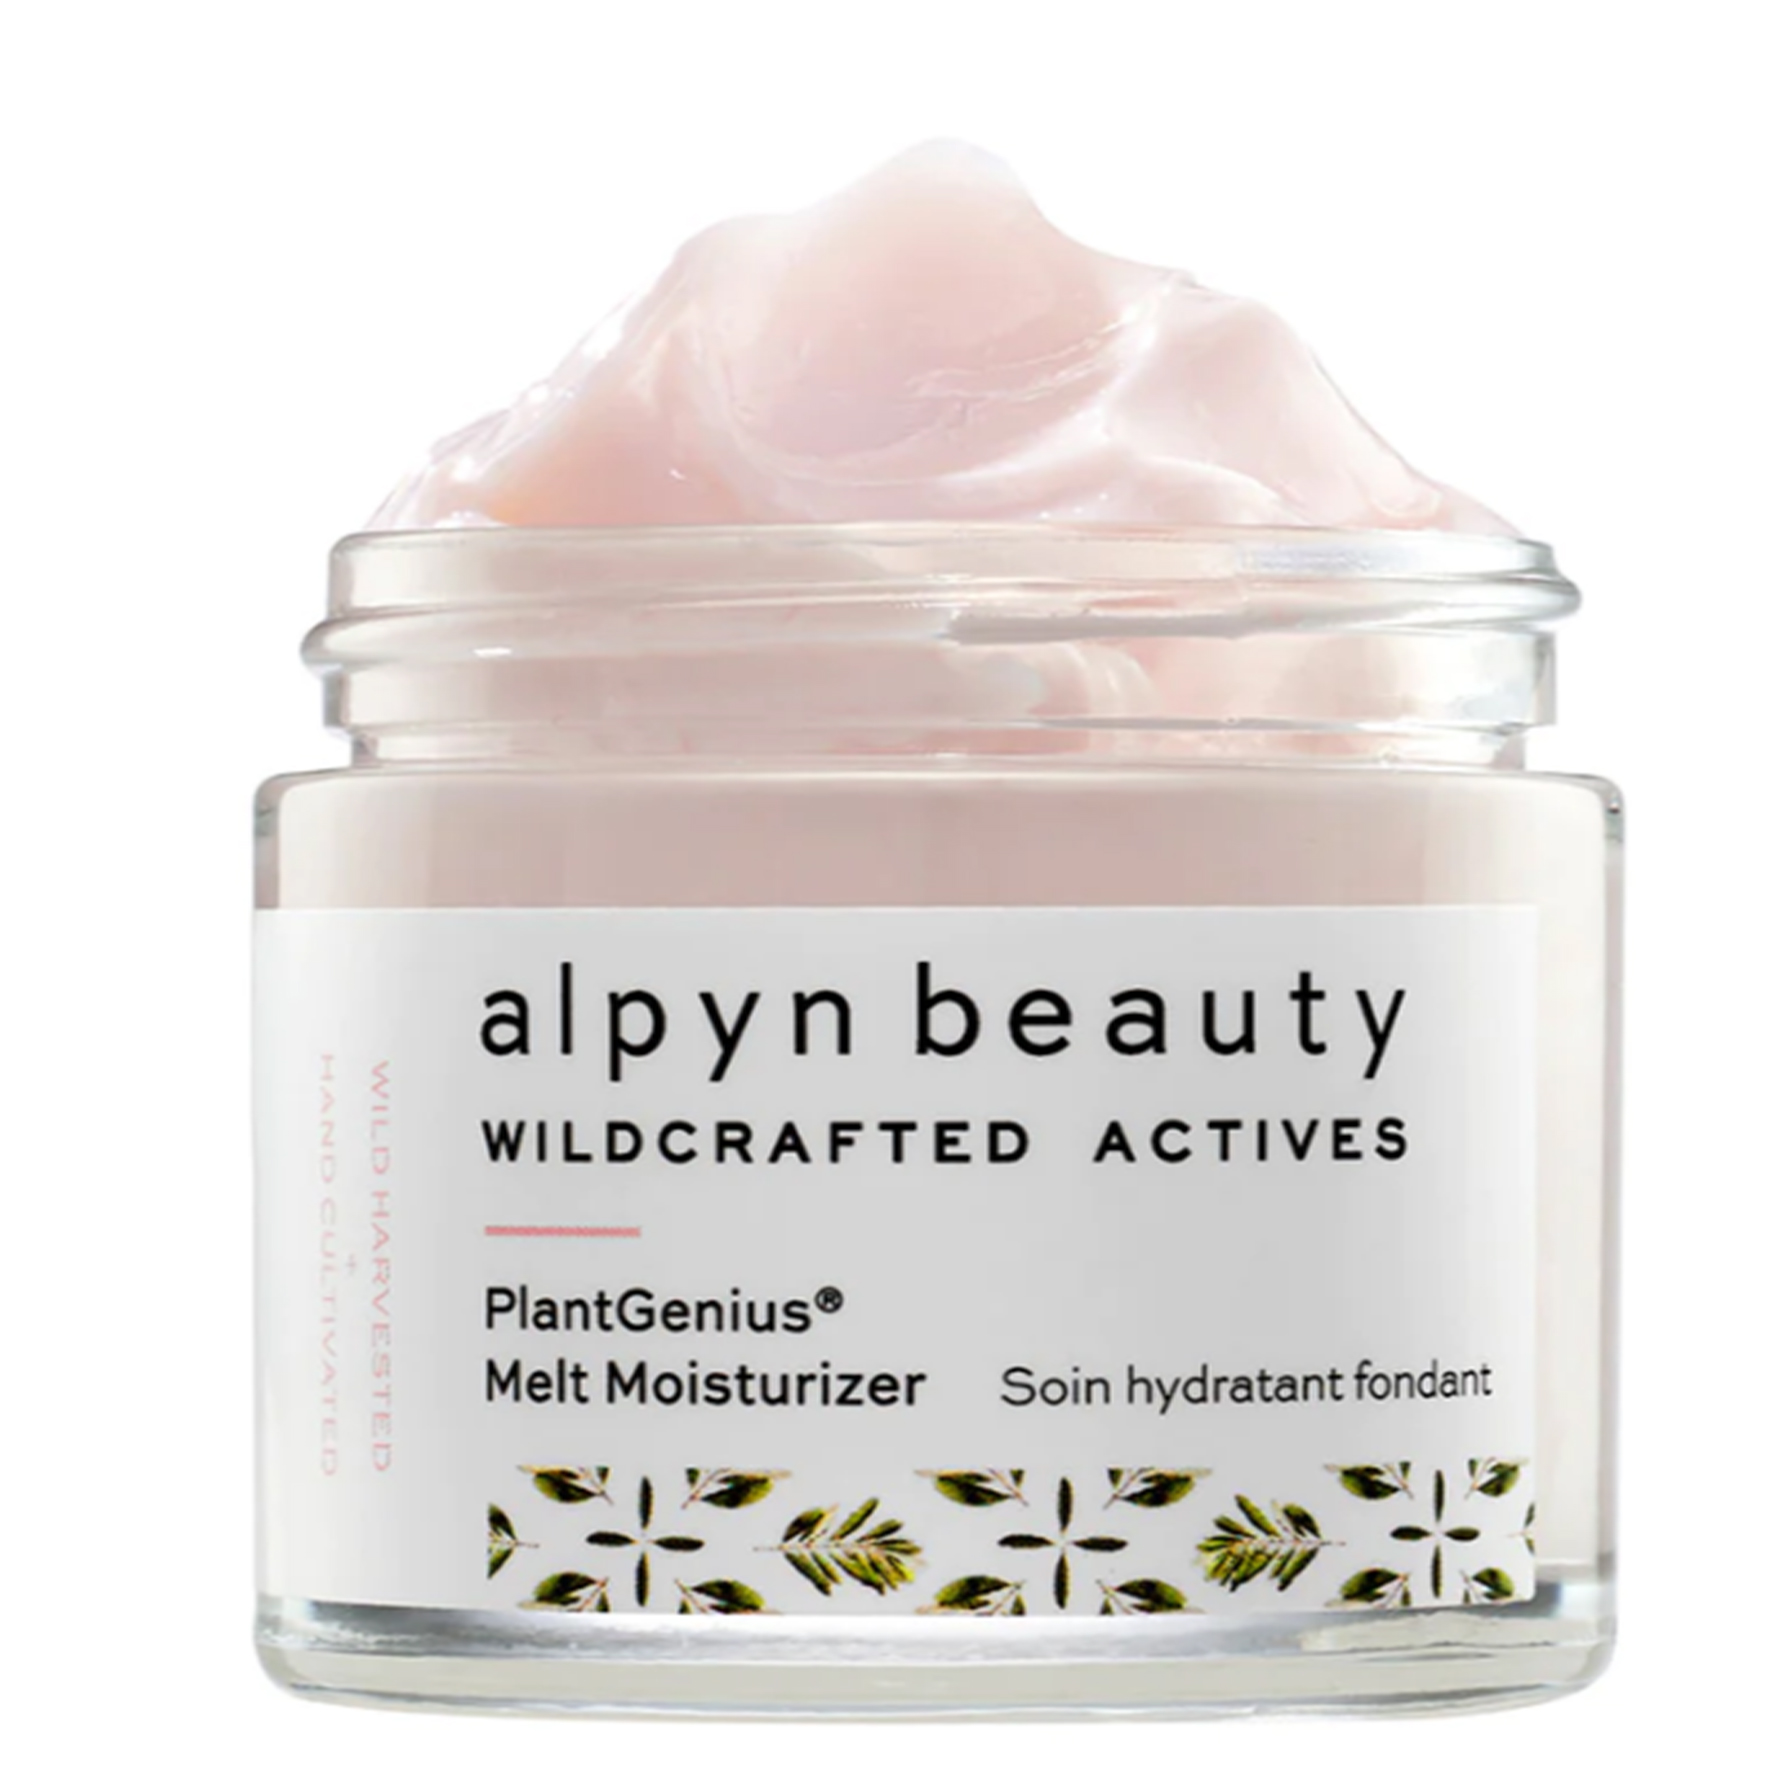 alpyn beauty
WILDCRAFTED ACTIVES
PlantGenius®
Melt Moisturizer
Soin hydratant fondant
WILD HARVESTED
+
HAND CULTIVATED